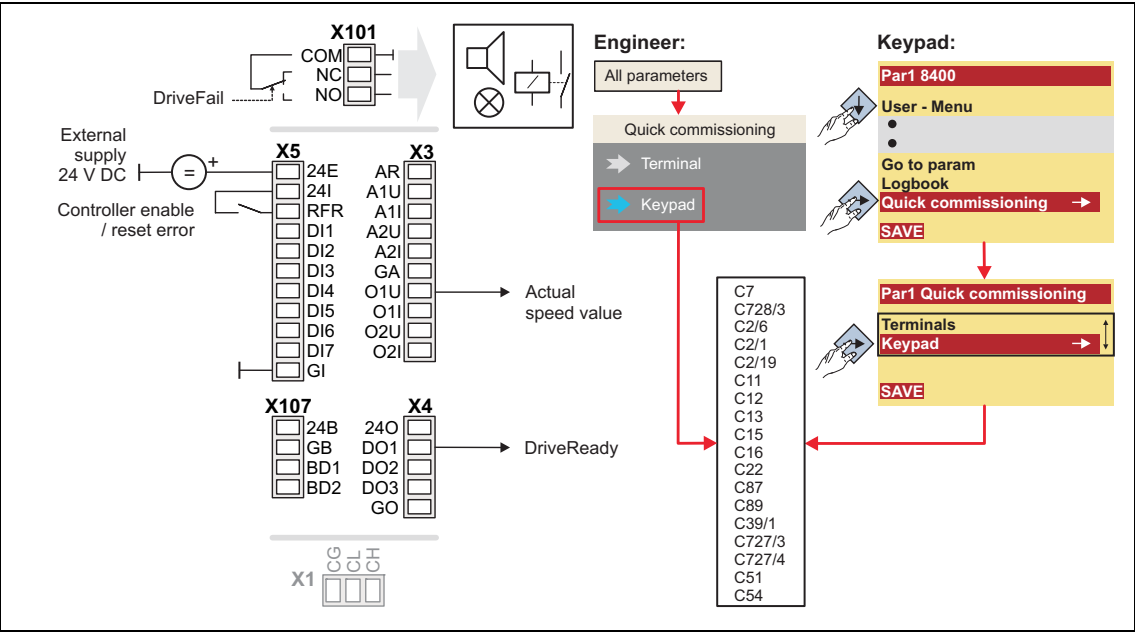 X101
COM
NC
NO
DriveFail
External
supply
24 V DC
=
+
Controller enable
/ reset error
X5
24E
24I
RFR
DI1
DI2
DI3
DI4
DI5
DI6
DI7
GI
X3
AR
A1U
A1I
A2U
A2I
GA
O1U
O1I
O2U
O2I
Actual
speed value
X107
24B
GB
BD1
BD2
X4
24O
DO1
DO2
DO3
GO
DriveReady
X1
CG
CL
CH
Engineer:
All parameters
Quick commissioning
Terminal
Keypad
C7
C728/3
C2/6
C2/1
C2/19
C11
C12
C13
C15
C16
C22
C87
C89
C39/1
C727/3
C727/4
C51
C54
Keypad:
Par1 8400
User - Menu
Go to param
Logbook
Quick commissioning
SAVE
Par1 Quick commissioning
Terminals
Keypad
SAVE